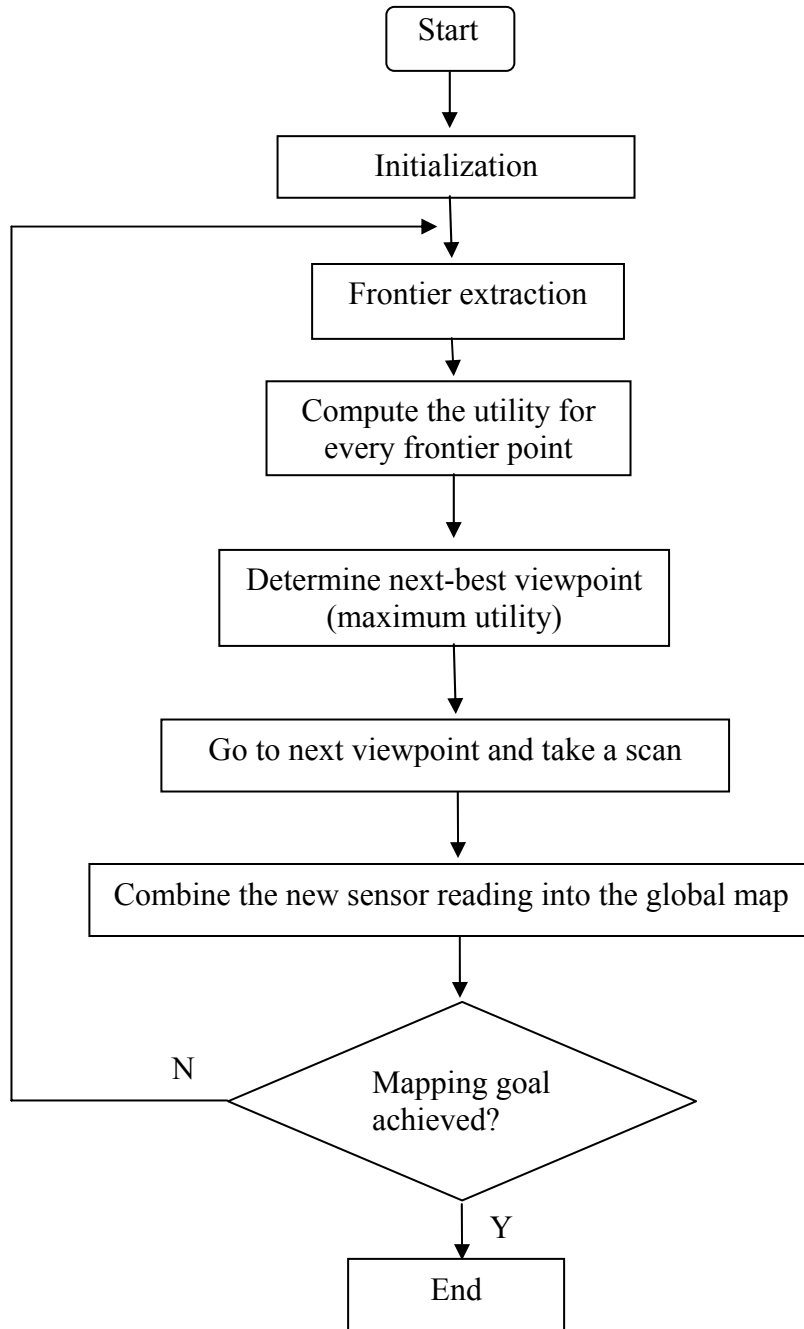 Start
Initialization
Frontier extraction
Compute the utility for
every frontier point
Determine next-best viewpoint
(maximum utility)
Go to next viewpoint and take a scan
Combine the new sensor reading into the global map
N
Mapping goal
achieved?
Y
End